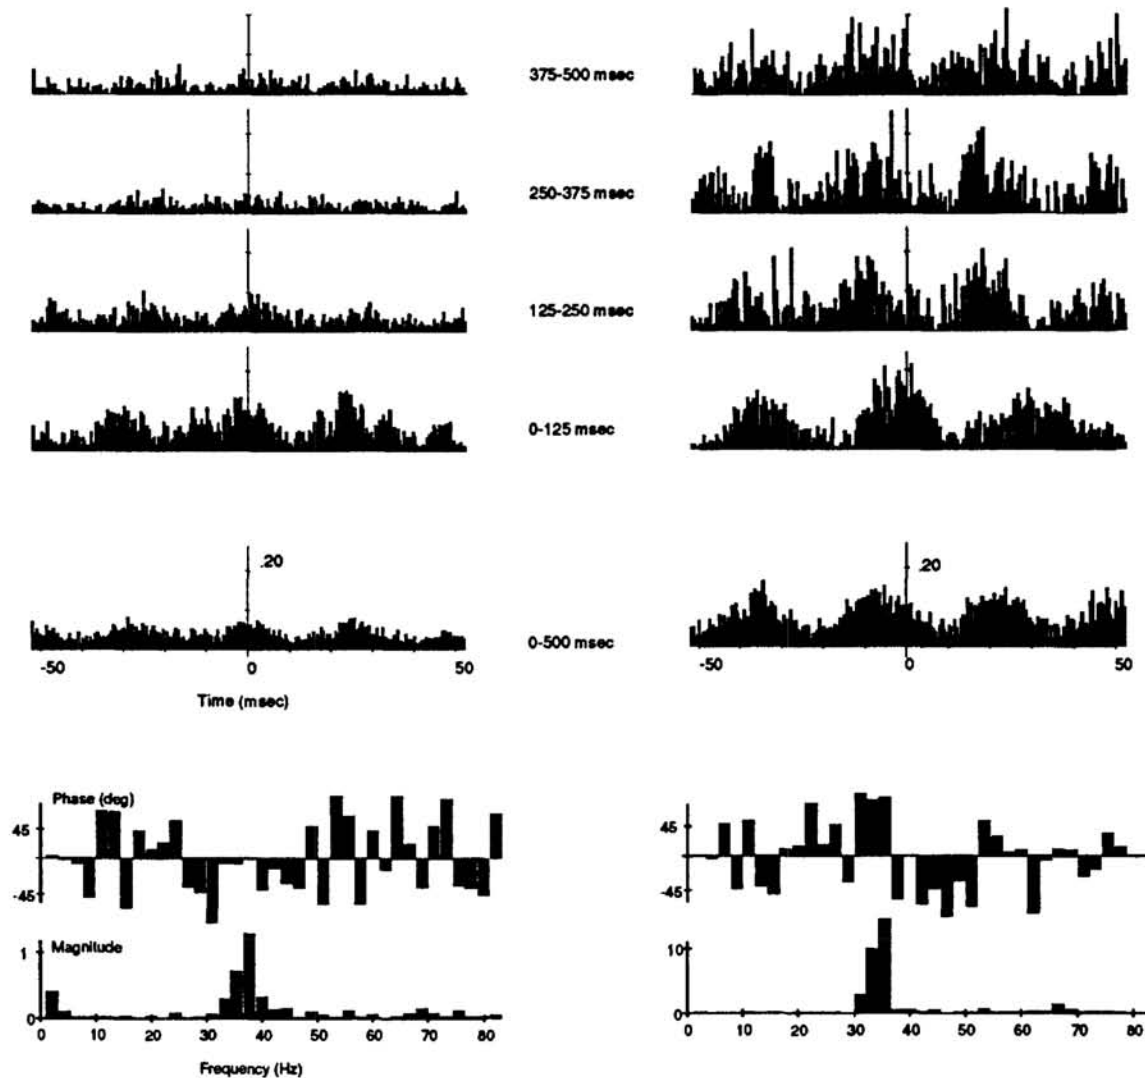 375-500 msec
250-375 msec
125-250 msec
0-125 msec
.20
.20
0-500 msec
-50 0 50
-50 0 50
Time (msec)
Phase (deg)
45
-45
45
-45
Magnitude
1
0
10
0
0 10 20 30 40 50 60 70 80
0 10 20 30 40 50 60 70 80
Frequency (Hz)